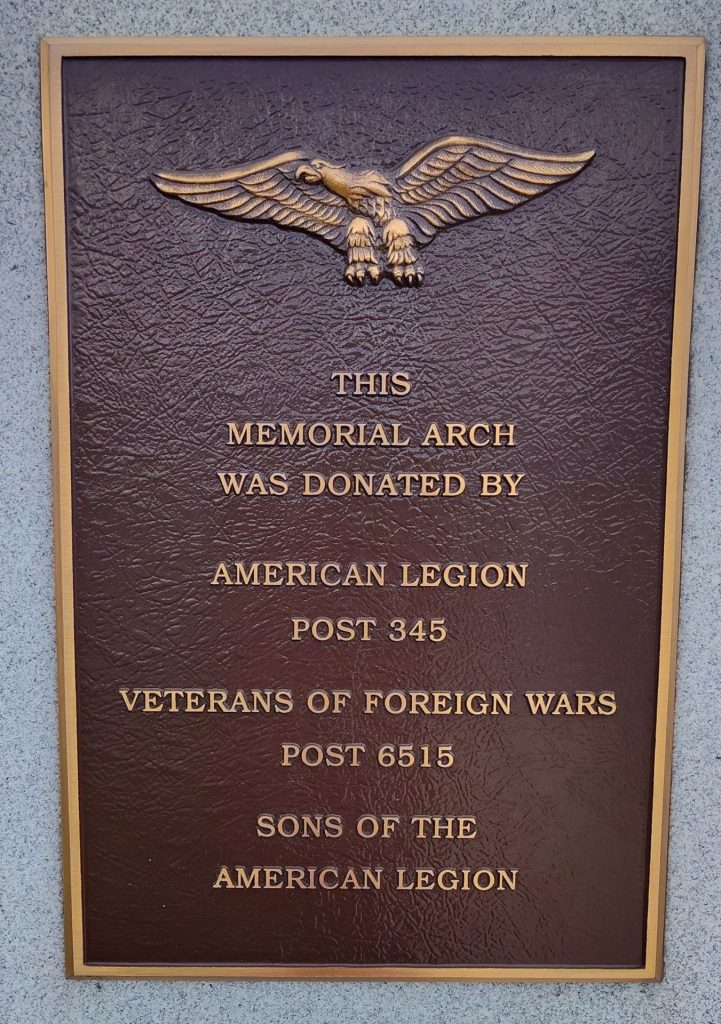 THIS
MEMORIAL ARCH
WAS DONATED BY
AMERICAN LEGION
POST 345
VETERANS OF FOREIGN WARS
POST 6515
SONS OF THE
AMERICAN LEGION